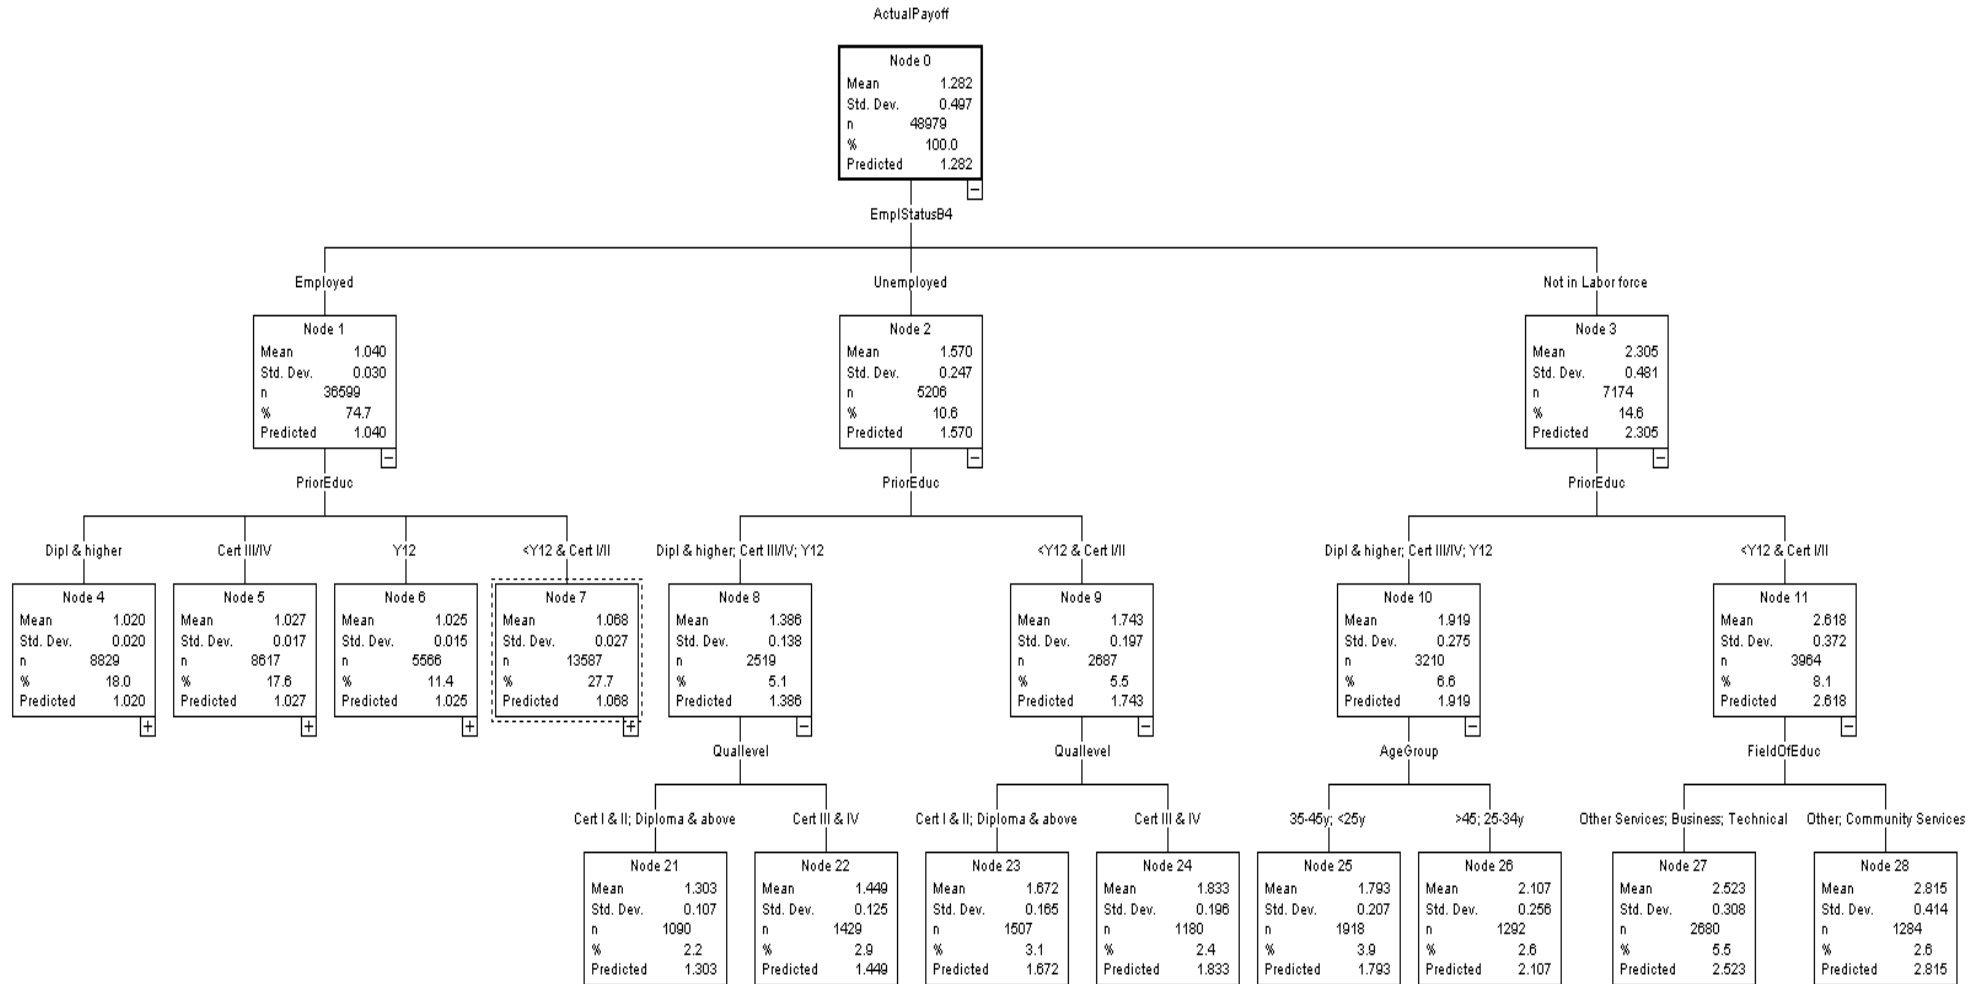 ActualPayoff
Node 0
Mean 1.282
Std. Dev. 0.497
n 48979
% 100.0
Predicted 1.282
EmplStatusB4
Employed
Unemployed
Not in Labor force
Node 1
Mean 1.040
Std. Dev. 0.030
n 36599
% 74.7
Predicted 1.040
Node 2
Mean 1.570
Std. Dev. 0.247
n 5206
% 10.6
Predicted 1.570
Node 3
Mean 2.305
Std. Dev. 0.481
n 7174
% 14.6
Predicted 2.305
PriorEduc
PriorEduc
PriorEduc
Dipl & higher
Cert III/IV
Y12
<Y12 & Cert I/II
Dipl & higher; Cert III/IV; Y12
<Y12 & Cert I/II
Dipl & higher; Cert III/IV; Y12
<Y12 & Cert I/II
Node 4
Mean 1.020
Std. Dev. 0.020
n 8829
% 18.0
Predicted 1.020
Node 5
Mean 1.027
Std. Dev. 0.017
n 8617
% 17.6
Predicted 1.027
Node 6
Mean 1.025
Std. Dev. 0.015
n 5566
% 11.4
Predicted 1.025
Node 7
Mean 1.068
Std. Dev. 0.027
n 13587
% 27.7
Predicted 1.068
Node 8
Mean 1.386
Std. Dev. 0.138
n 2519
% 5.1
Predicted 1.386
Node 9
Mean 1.743
Std. Dev. 0.197
n 2687
% 5.5
Predicted 1.743
Node 10
Mean 1.919
Std. Dev. 0.275
n 3210
% 6.6
Predicted 1.919
Node 11
Mean 2.618
Std. Dev. 0.372
n 3964
% 8.1
Predicted 2.618
Quallevel
Quallevel
AgeGroup
FieldOfEduc
Cert I & II; Diploma & above
Cert III & IV
Cert I & II; Diploma & above
Cert III & IV
35-45y; <25y
>45; 25-34y
Other Services; Business; Technical
Other; Community Services
Node 21
Mean 1.303
Std. Dev. 0.107
n 1090
% 2.2
Predicted 1.303
Node 22
Mean 1.449
Std. Dev. 0.125
n 1429
% 2.9
Predicted 1.449
Node 23
Mean 1.672
Std. Dev. 0.165
n 1507
% 3.1
Predicted 1.672
Node 24
Mean 1.833
Std. Dev. 0.196
n 1180
% 2.4
Predicted 1.833
Node 25
Mean 1.793
Std. Dev. 0.207
n 1918
% 3.9
Predicted 1.793
Node 26
Mean 2.107
Std. Dev. 0.256
n 1292
% 2.6
Predicted 2.107
Node 27
Mean 2.523
Std. Dev. 0.308
n 2680
% 5.5
Predicted 2.523
Node 28
Mean 2.815
Std. Dev. 0.414
n 1284
% 2.6
Predicted 2.815